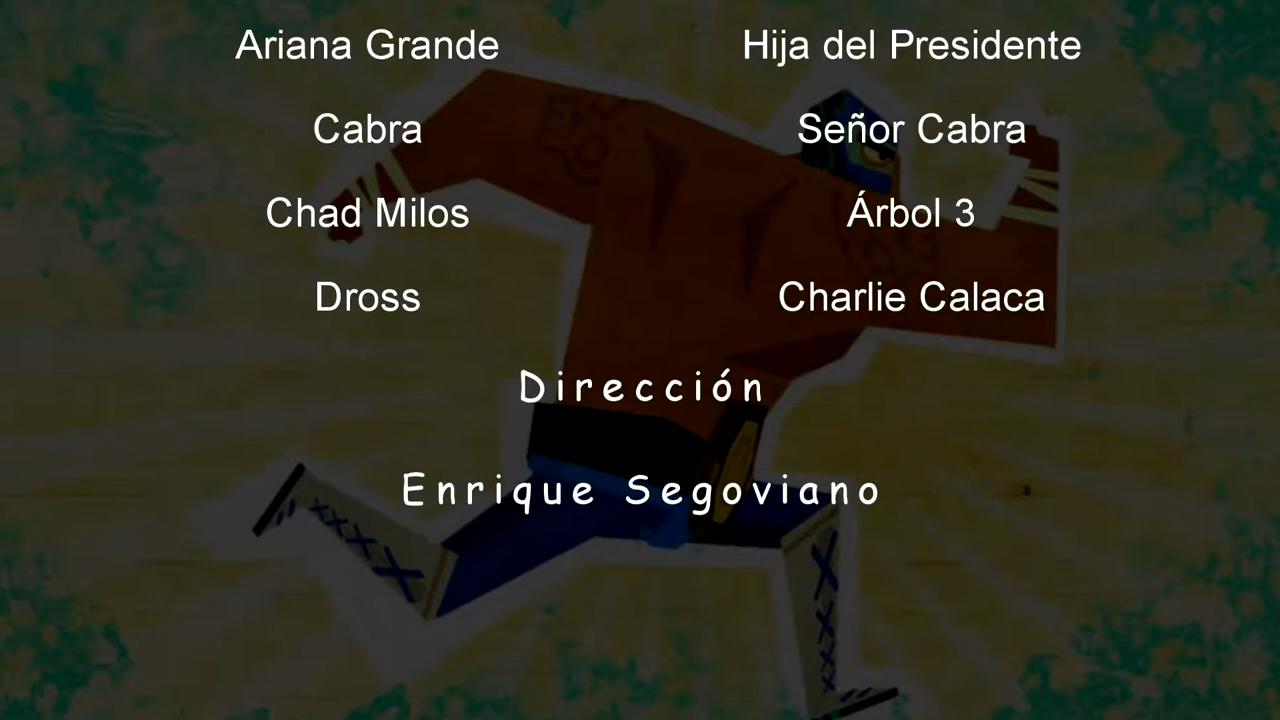 Ariana Grande Hija del Presidente
Cabra Señor Cabra
Chad Milos Árbol 3
Dross Charlie Calaca
Dirección
Enrique Segoviano